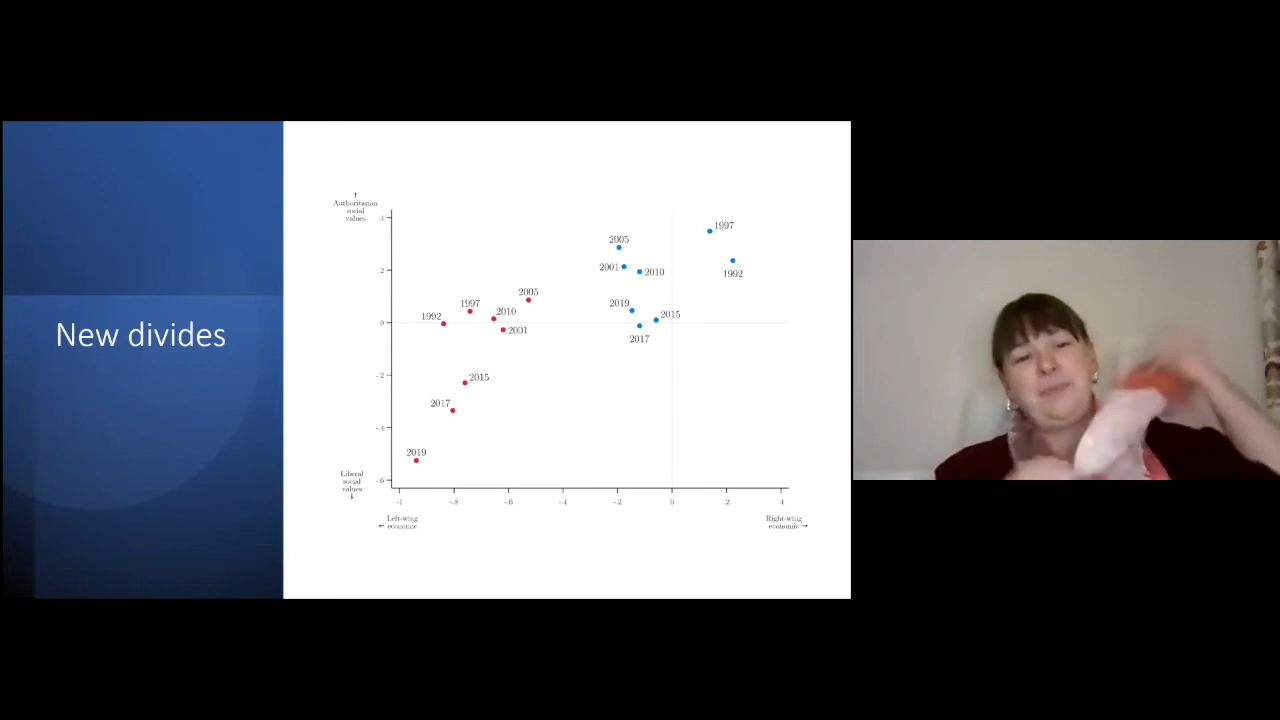 New divides
↑
Authoritarian
social
values
.4
.2
0
-.2
-.4
-.6
Liberal
social
values
↓
1997
2005
2001
2010
1992
2005
1997
2010
1992
2001
2019
2015
2017
2015
2017
2019
-1
-.8
-.6
-.4
-.2
0
.2
.4
Left-wing
← economic
Right-wing
economic →